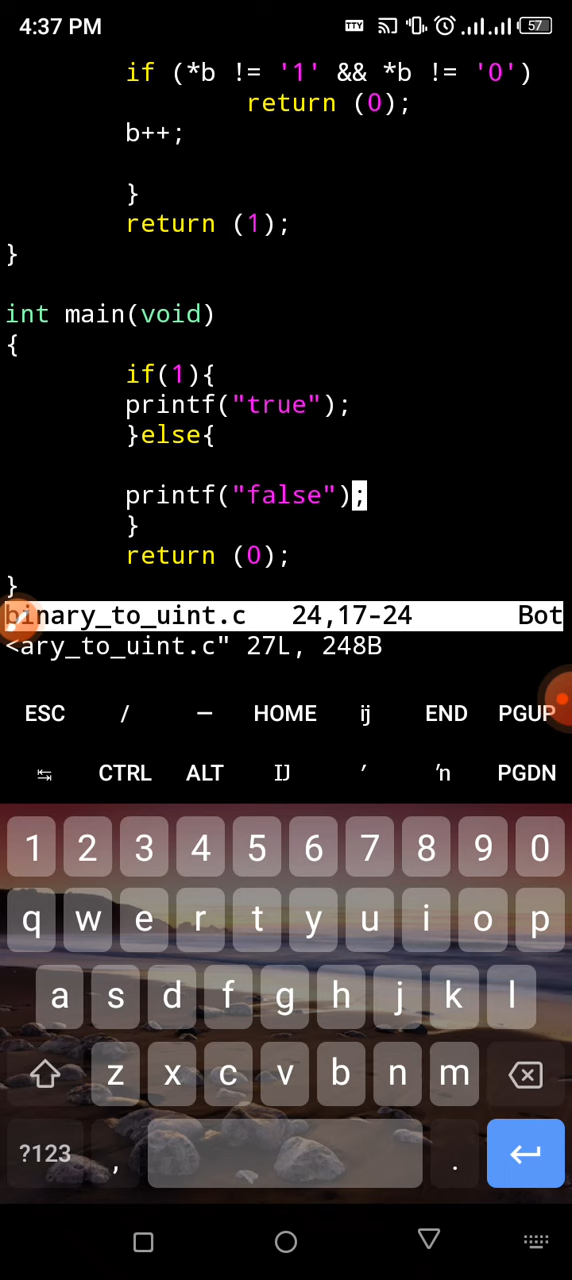 4:37 PM
57
if (*b != '1' && *b != '0')
return (0);
b++;
}
return (1);
}
int main(void)
{
if(1){
printf("true");
}else{
printf("false");
}
return (0);
}
binary_to_uint.c 24,17-24 Bot
<ary_to_uint.c" 27L, 248B
ESC / — HOME ij END PGUP
↹ CTRL ALT IJ ′ ŉ PGDN
1 2 3 4 5 6 7 8 9 0
q w e r t y u i o p
a s d f g h j k l
z x c v b n m
?123 , .